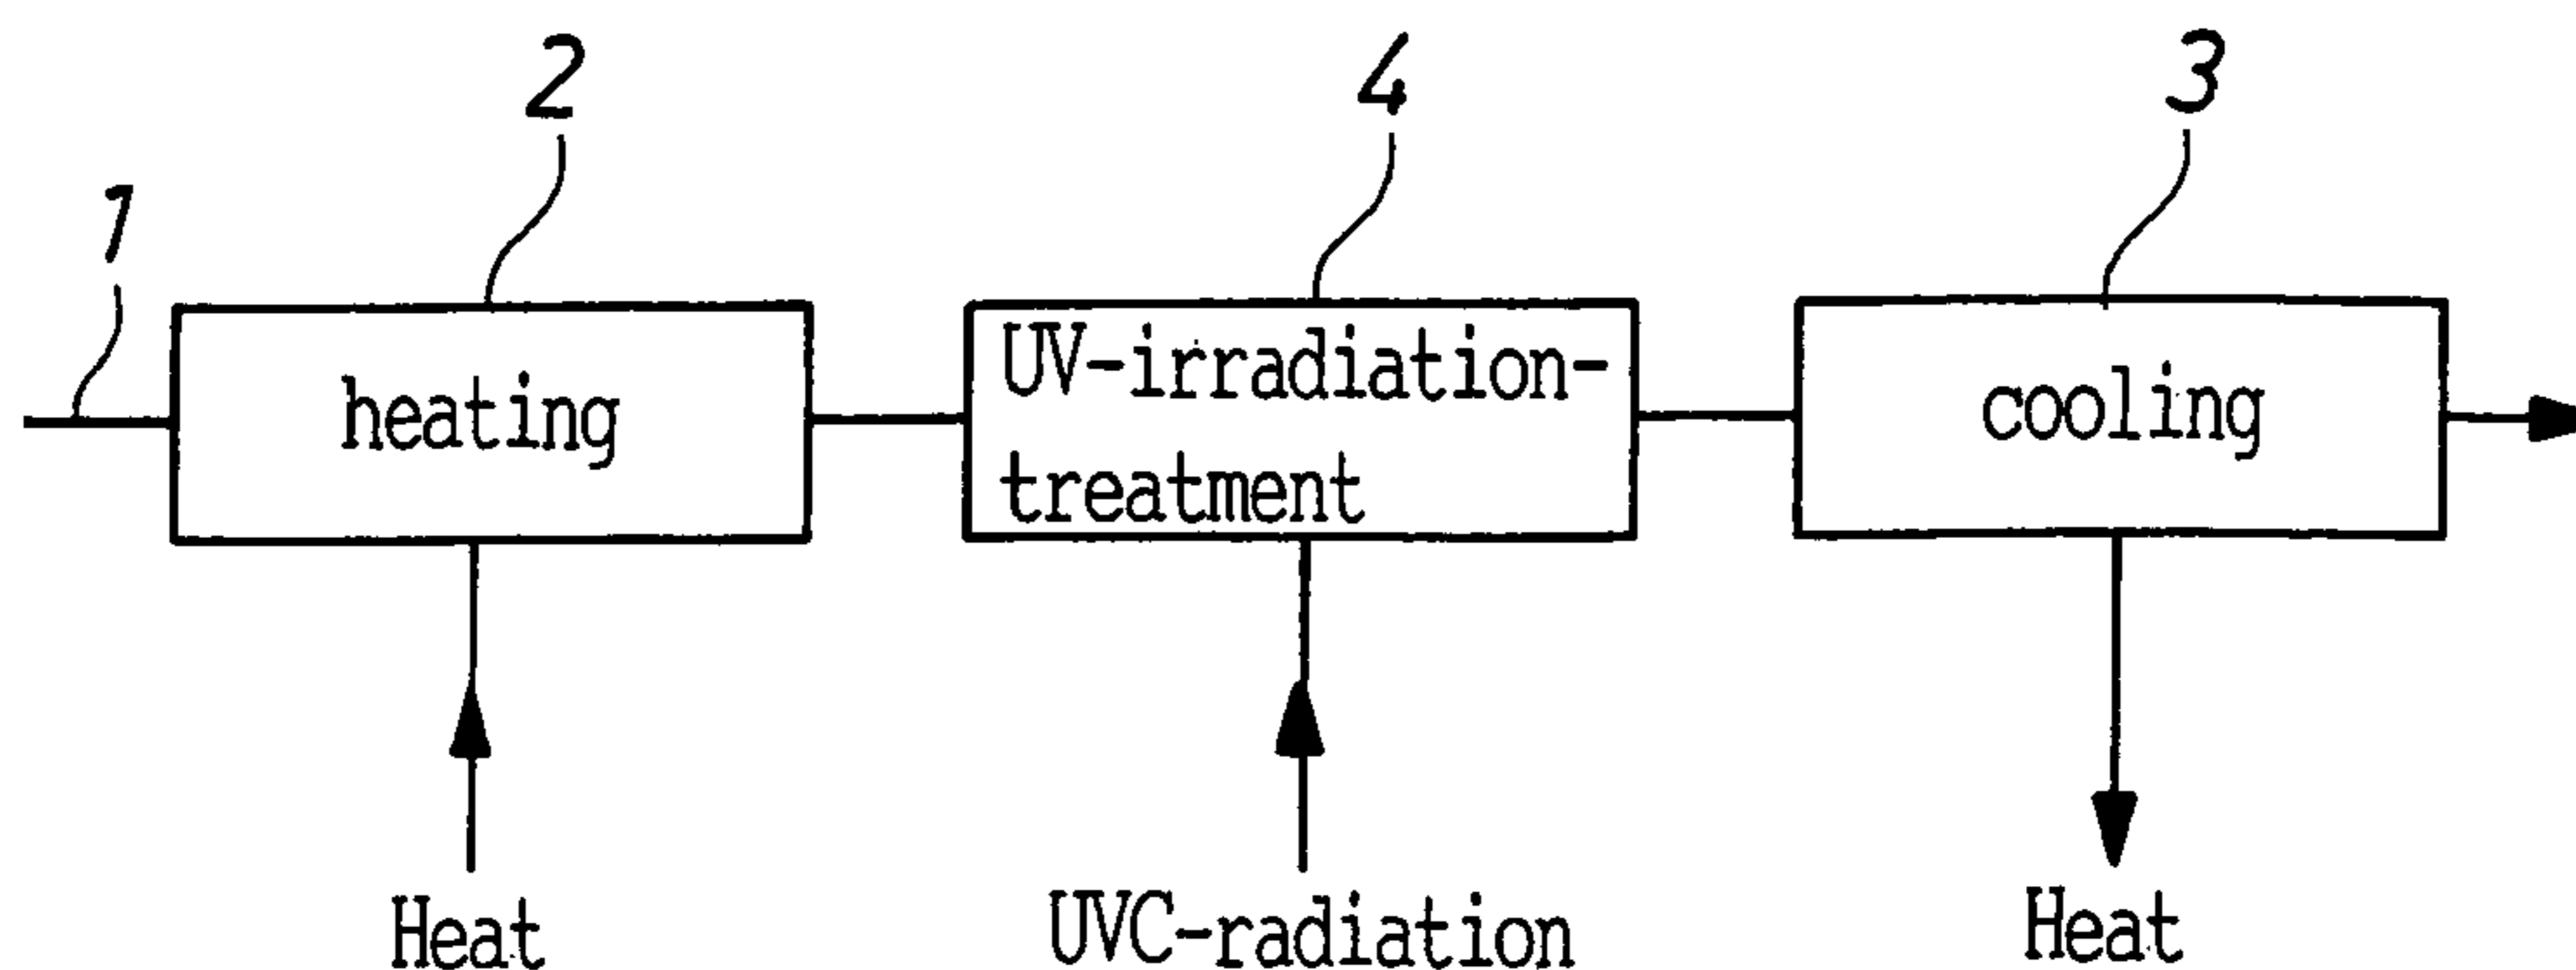 2
4
3
1
heating
UV-irradiation-
treatment
cooling
Heat
UVC-radiation
Heat